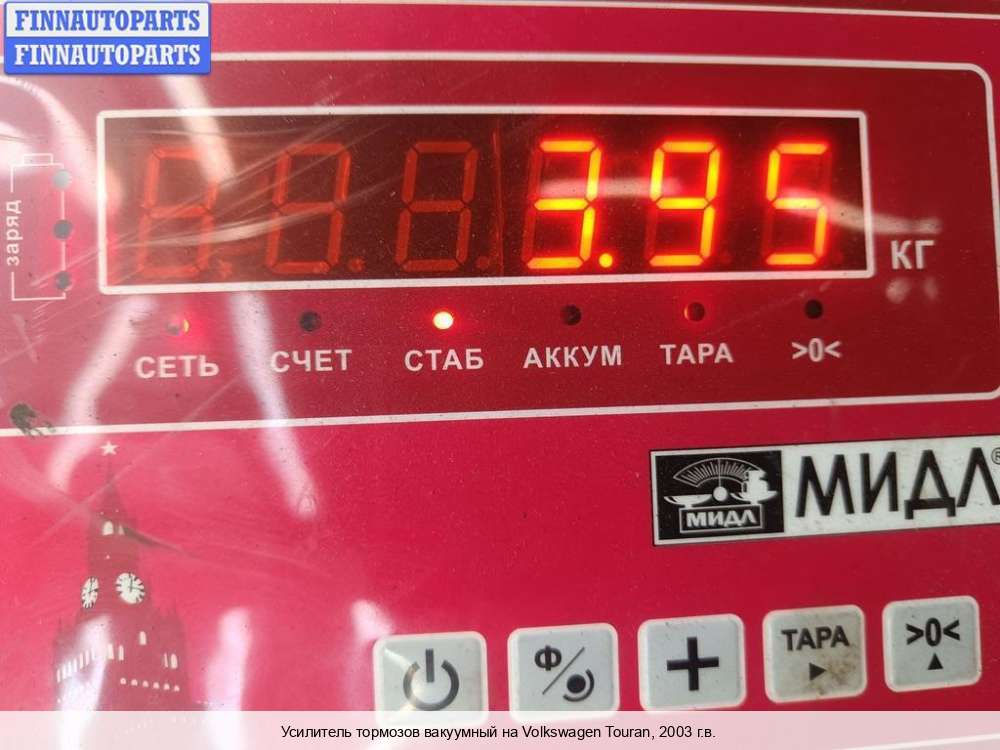 FINNAUTOPARTS
FINNAUTOPARTS
3.95
заряд
КГ
СЕТЬ СЧЕТ СТАБ АККУМ ТАРА >0<
МИДЛ МИДЛ®
Ф/ + ТАРА >0<
Усилитель тормозов вакуумный на Volkswagen Touran, 2003 г.в.